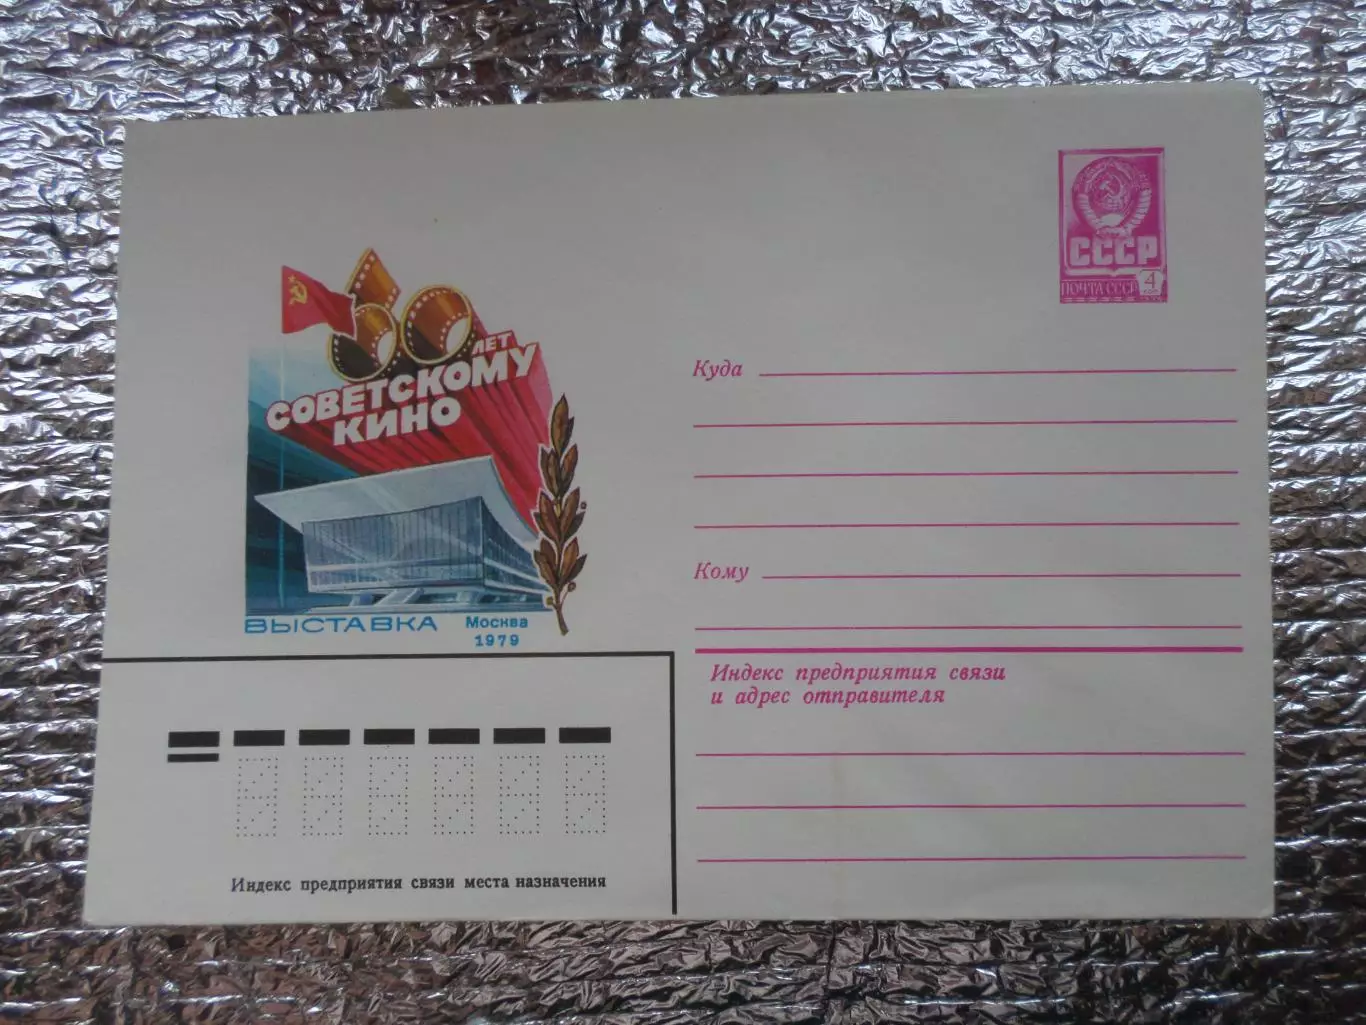 60 ЛЕТ
СОВЕТСКОМУ
КИНО
ВЫСТАВКА Москва
1979
СССР
ПОЧТА СССР 4
Куда
Кому
Индекс предприятия связи
и адрес отправителя
Индекс предприятия связи места назначения